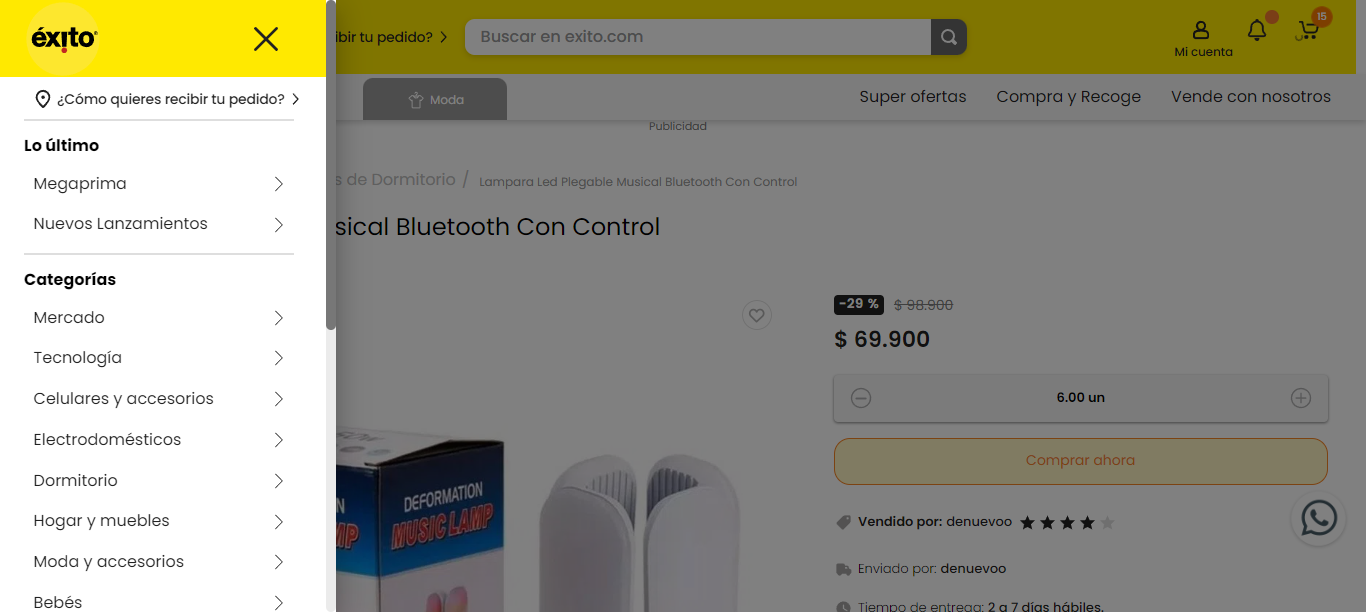 éxito
¿Cómo quieres recibir tu pedido?
Lo último
Megaprima
Nuevos Lanzamientos
Categorías
Mercado
Tecnología
Celulares y accesorios
Electrodomésticos
Dormitorio
Hogar y muebles
Moda y accesorios
Bebés
ibir tu pedido?
Buscar en exito.com
Mi cuenta
15
Moda
Super ofertas
Compra y Recoge
Vende con nosotros
Publicidad
s de Dormitorio / Lampara Led Plegable Musical Bluetooth Con Control
sical Bluetooth Con Control
-29 % $ 98.900
$ 69.900
6.00 un
Comprar ahora
Vendido por: denuevoo
Enviado por: denuevoo
Tiempo de entrega: 2 a 7 días hábiles.
DEFORMATION
MUSIC LAMP